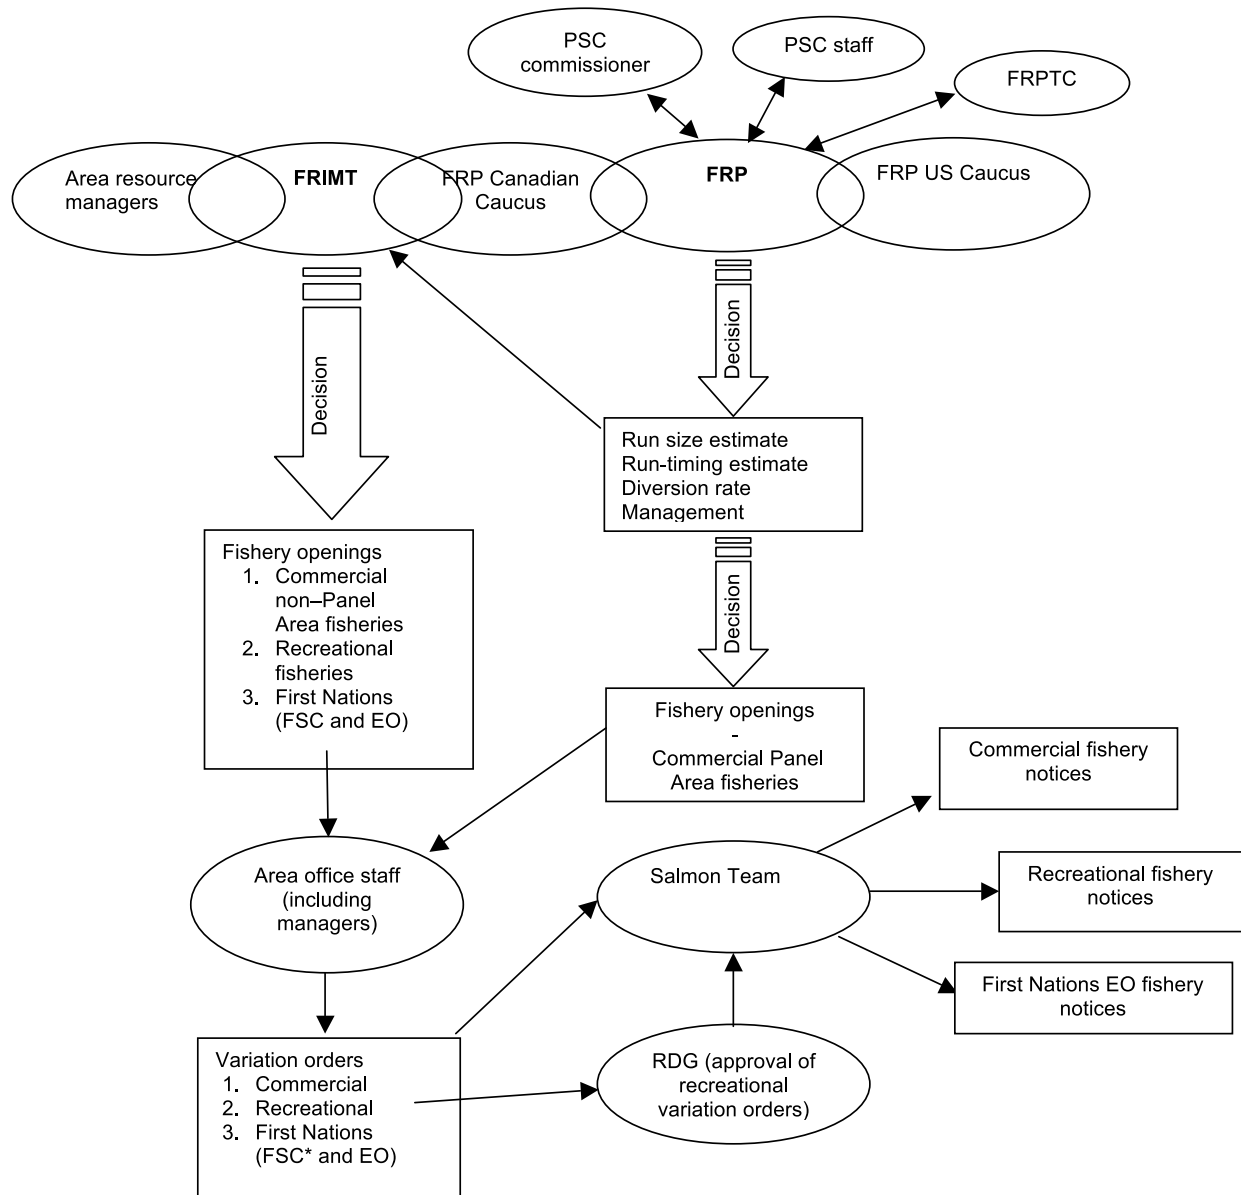 PSC
commissioner
PSC staff
FRPTC
Area resource
managers
FRIMT
FRP Canadian
Caucus
FRP
FRP US Caucus
Decision
Decision
Run size estimate
Run-timing estimate
Diversion rate
Management
Fishery openings
1. Commercial
non–Panel
Area fisheries
2. Recreational
fisheries
3. First Nations
(FSC and EO)
Decision
Fishery openings
-
Commercial Panel
Area fisheries
Commercial fishery
notices
Area office staff
(including
managers)
Salmon Team
Recreational fishery
notices
First Nations EO fishery
notices
Variation orders
1. Commercial
2. Recreational
3. First Nations
(FSC* and EO)
RDG (approval of
recreational
variation orders)